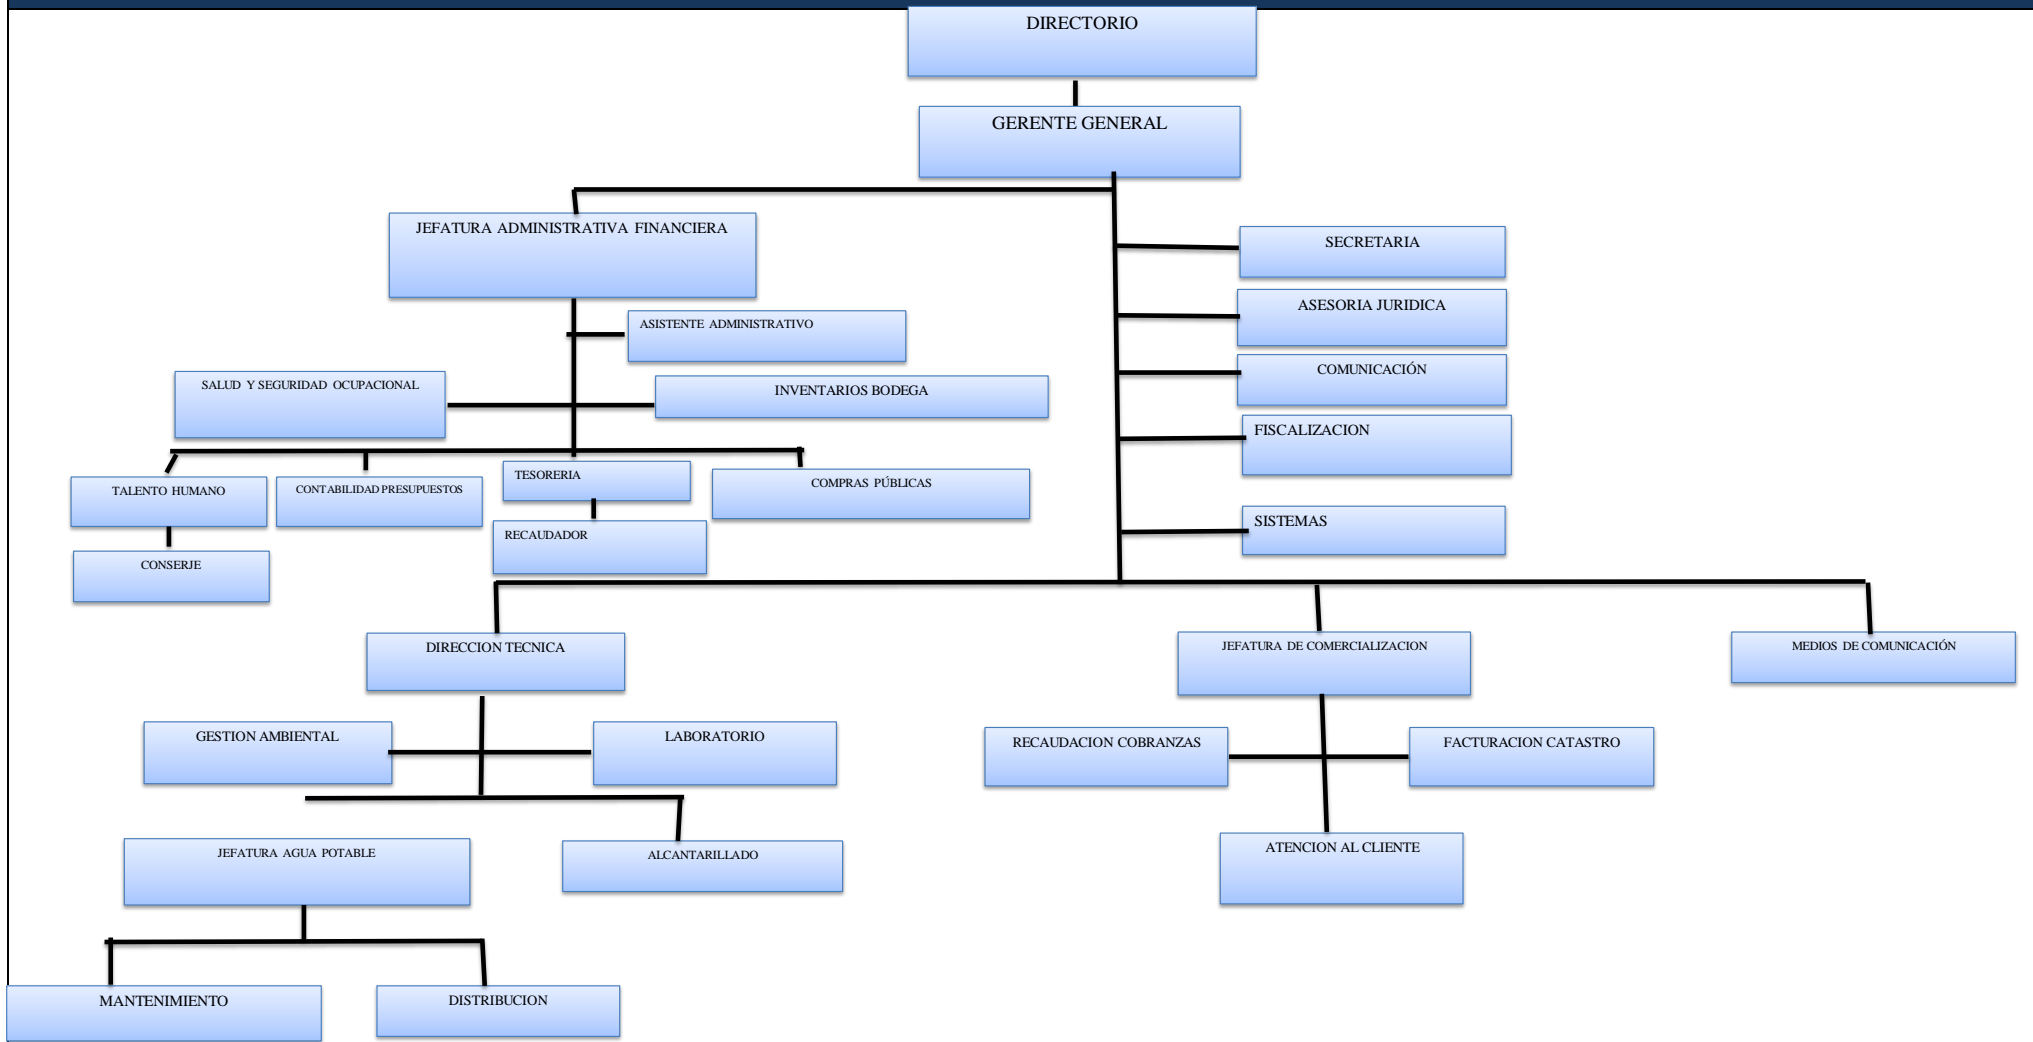 DIRECTORIO
GERENTE GENERAL
JEFATURA ADMINISTRATIVA FINANCIERA
SECRETARIA
ASESORIA JURIDICA
ASISTENTE ADMINISTRATIVO
COMUNICACIÓN
SALUD Y SEGURIDAD OCUPACIONAL
INVENTARIOS BODEGA
FISCALIZACION
TALENTO HUMANO
CONTABILIDAD PRESUPUESTOS
TESORERIA
COMPRAS PÚBLICAS
SISTEMAS
RECAUDADOR
CONSERJE
DIRECCION TECNICA
JEFATURA DE COMERCIALIZACION
MEDIOS DE COMUNICACIÓN
GESTION AMBIENTAL
LABORATORIO
RECAUDACION COBRANZAS
FACTURACION CATASTRO
JEFATURA AGUA POTABLE
ALCANTARILLADO
ATENCION AL CLIENTE
MANTENIMIENTO
DISTRIBUCION